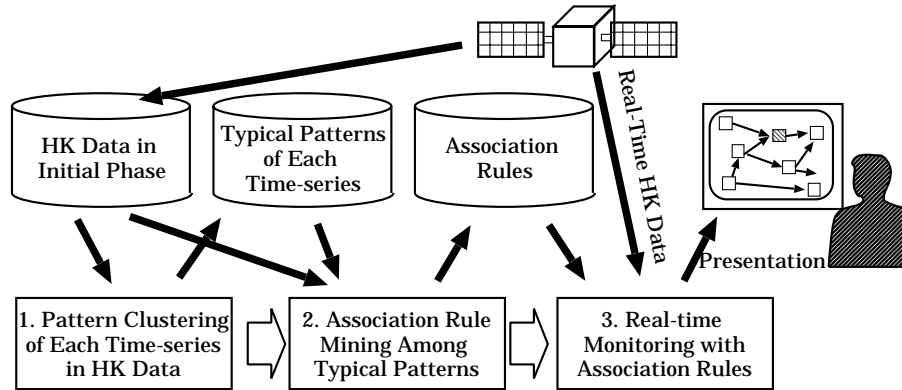 HK Data in
Initial Phase
Typical Patterns
of Each
Time-series
Association
Rules
Real-Time HK Data
Presentation
1. Pattern Clustering
of Each Time-series
in HK Data
2. Association Rule
Mining Among
Typical Patterns
3. Real-time
Monitoring with
Association Rules